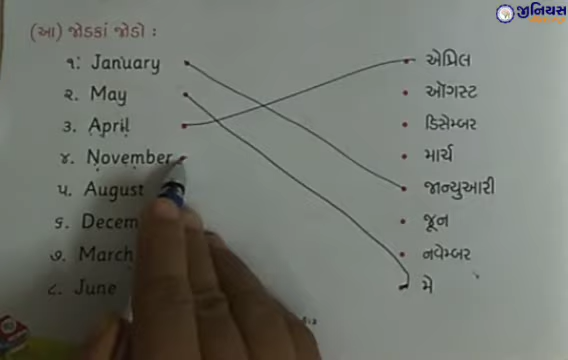 જીનિયસ
(આ) જોડકાં જોડો :
૧. January એપ્રિલ
૨. May ઑગસ્ટ
૩. April ડિસેમ્બર
૪. November માર્ચ
૫. August જાન્યુઆરી
૬. Decem જૂન
૭. March નવેમ્બર
૮. June મે